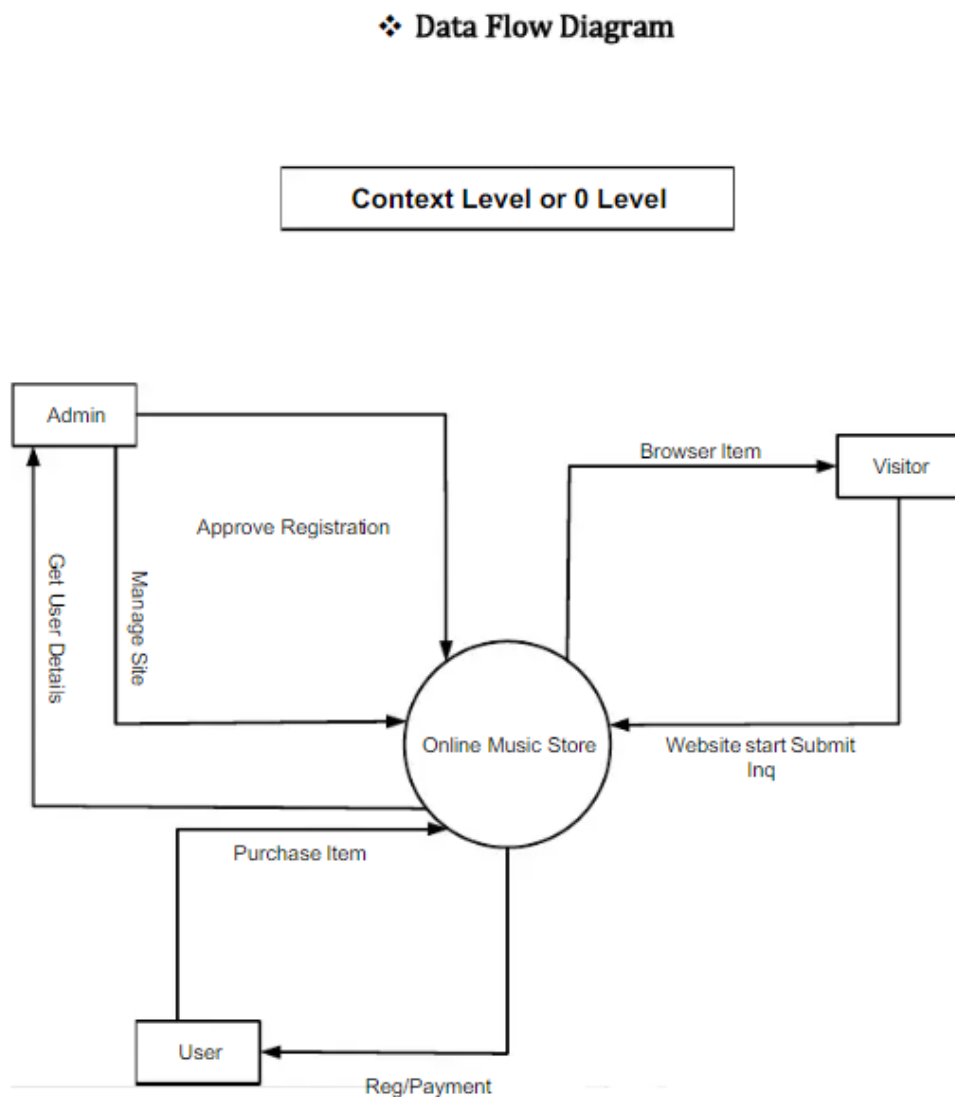 ❖ Data Flow Diagram
Context Level or 0 Level
Admin
Browser Item
Visitor
Approve Registration
Get User Details
Manage Site
Online Music Store
Website start Submit
Inq
Purchase Item
User
Reg/Payment